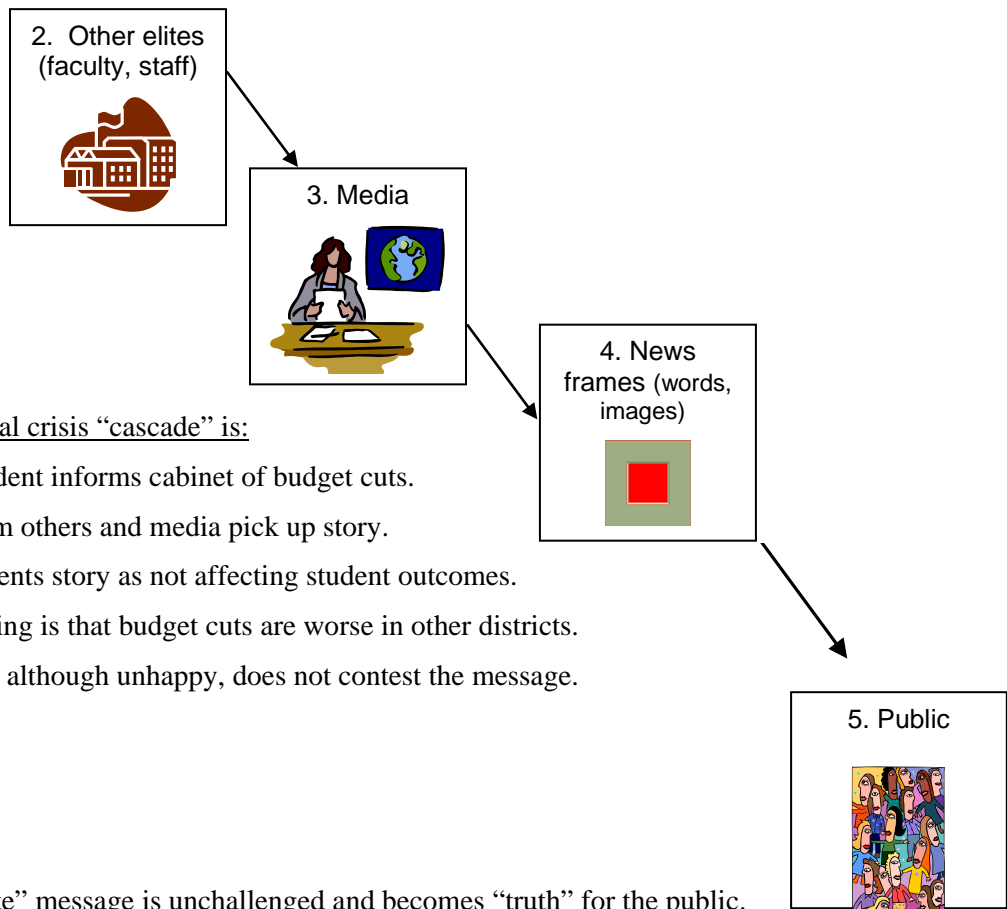 2. Other elites
(faculty, staff)
3. Media
4. News
frames (words,
images)
al crisis “cascade” is:
dent informs cabinet of budget cuts.
m others and media pick up story.
ents story as not affecting student outcomes.
ing is that budget cuts are worse in other districts.
although unhappy, does not contest the message.
5. Public
message is unchallenged and becomes “truth” for the public.